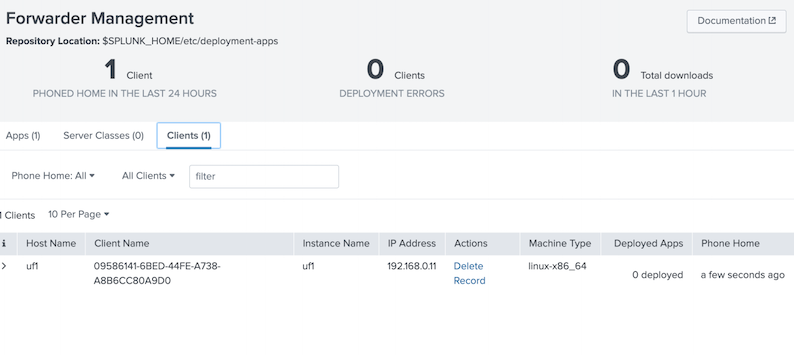 Forwarder Management
Documentation
Repository Location: $SPLUNK_HOME/etc/deployment-apps
1 Client
PHONED HOME IN THE LAST 24 HOURS
0 Clients
DEPLOYMENT ERRORS
0 Total downloads
IN THE LAST 1 HOUR
Apps (1) Server Classes (0) Clients (1)
Phone Home: All All Clients filter
1 Clients 10 Per Page
i Host Name Client Name Instance Name IP Address Actions Machine Type Deployed Apps Phone Home
uf1 09586141-6BED-44FE-A738- uf1 192.168.0.11 Delete linux-x86_64 0 deployed a few seconds ago
A8B6CC80A9D0 Record